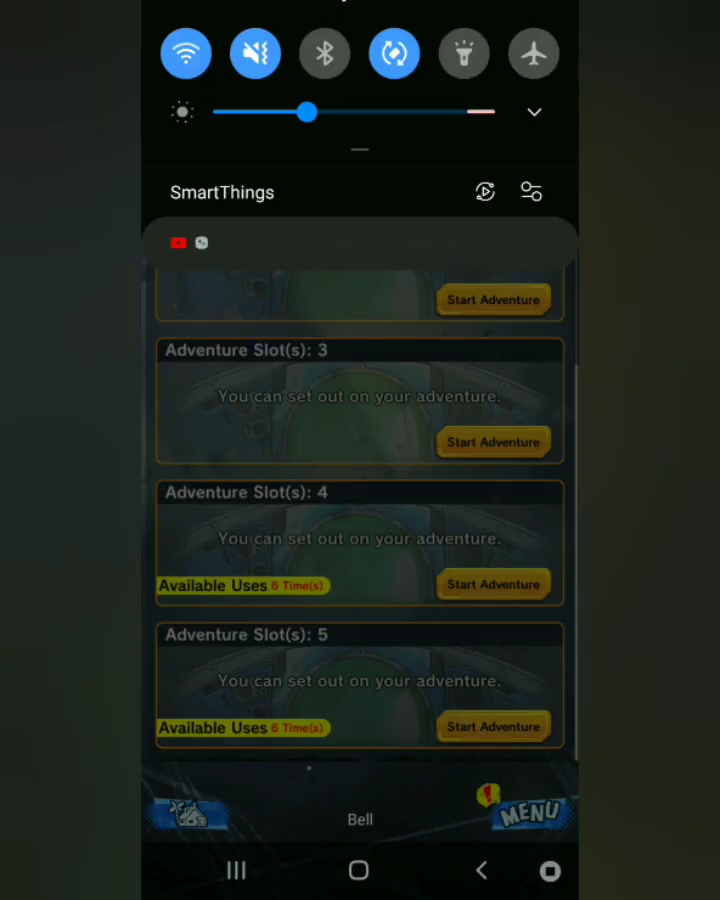 SmartThings
Start Adventure
Adventure Slot(s): 3
You can set out on your adventure.
Start Adventure
Adventure Slot(s): 4
You can set out on your adventure.
Available Uses 6 Time(s)
Start Adventure
Adventure Slot(s): 5
You can set out on your adventure.
Available Uses 6 Time(s)
Start Adventure
Bell
MENU